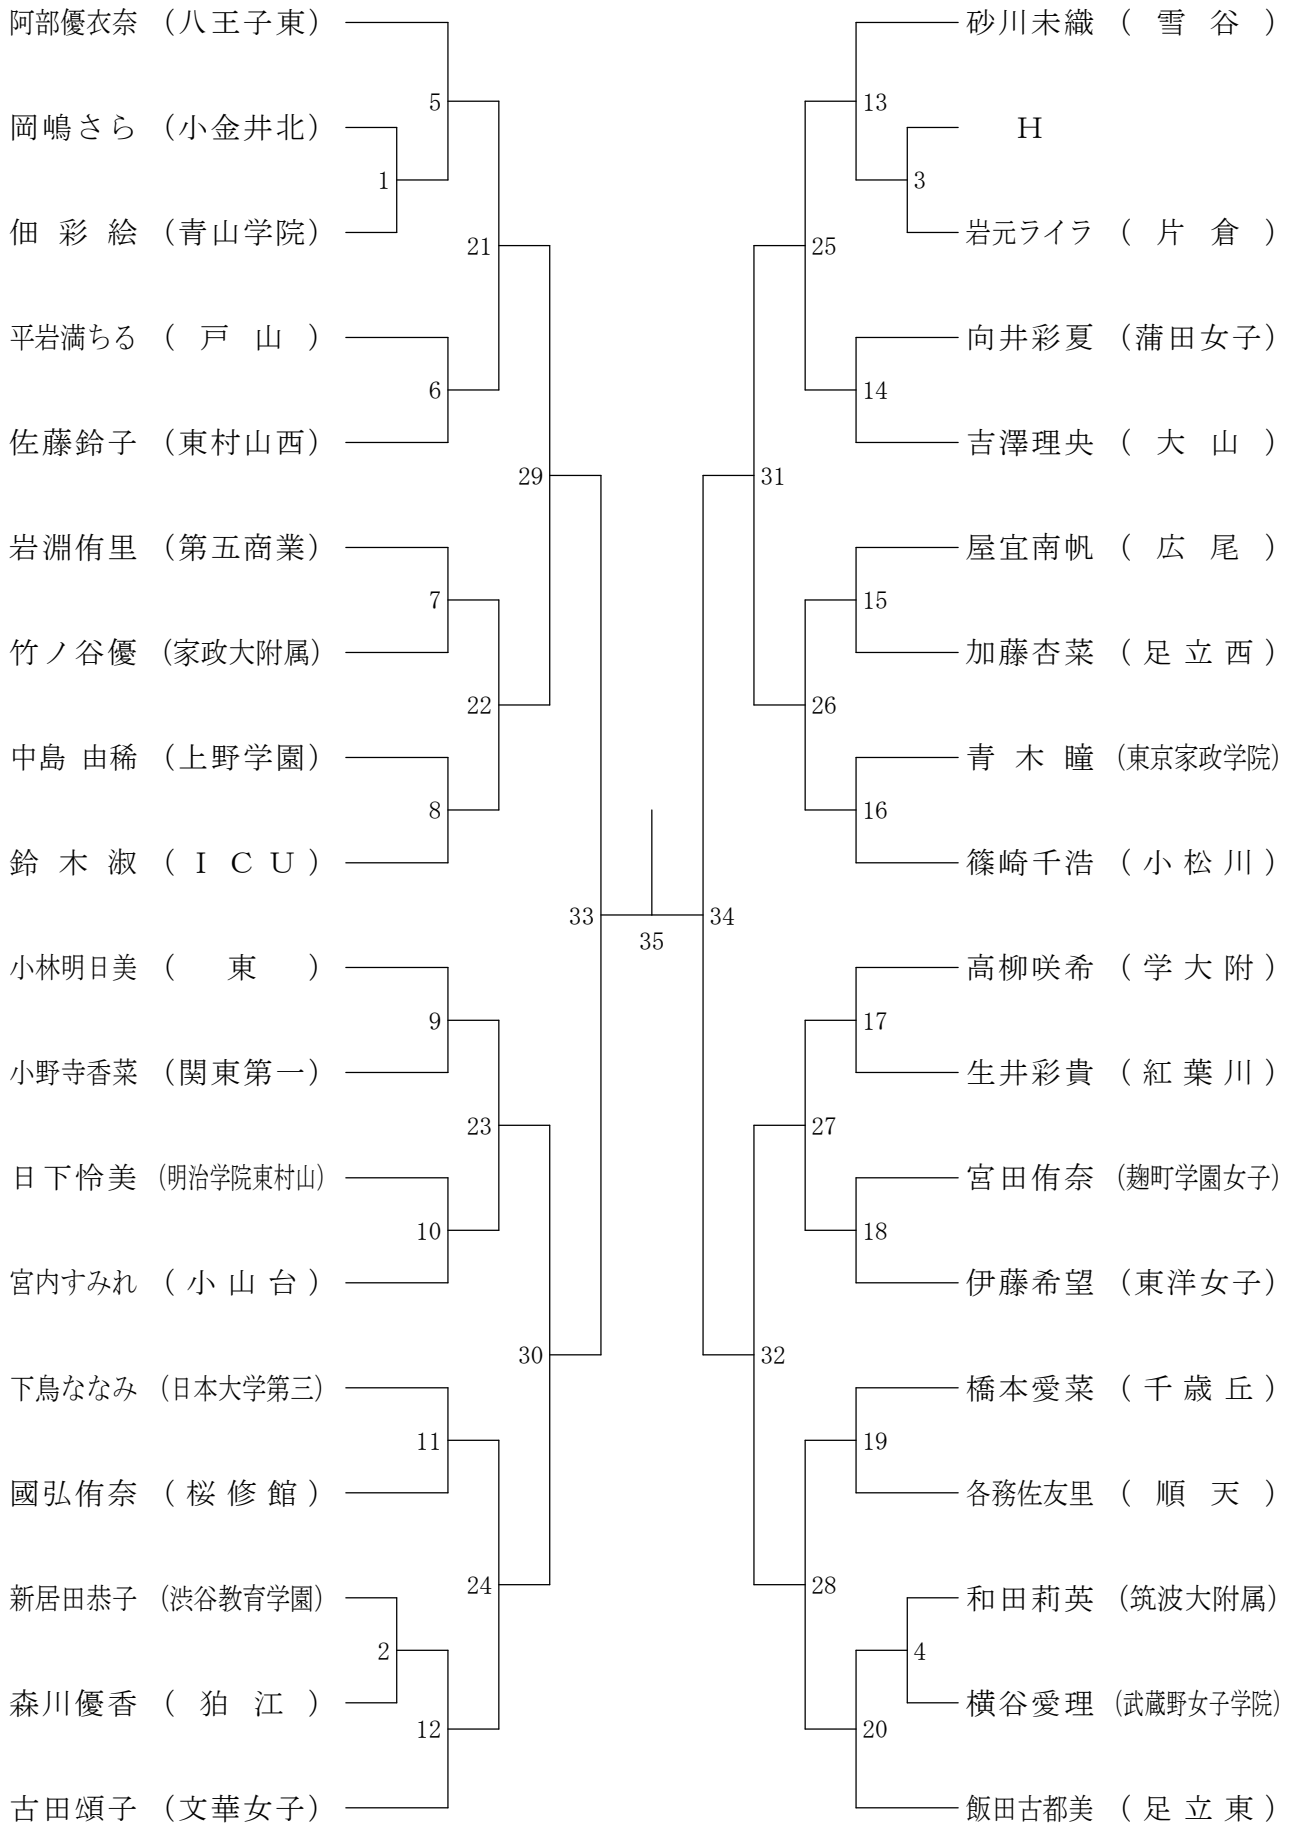 阿部優衣奈 (八王子東)
5
岡嶋さら (小金井北)
1
佃彩絵 (青山学院)
21
平岩満ちる (戸山)
6
佐藤鈴子 (東村山西)
29
岩淵侑里 (第五商業)
7
竹ノ谷優 (家政大附属)
22
中島 由稀 (上野学園)
8
鈴木淑 (ICU)
33
小林明日美 (東)
9
小野寺香菜 (関東第一)
23
日下怜美 (明治学院東村山)
10
宮内すみれ (小山台)
30
下鳥ななみ (日本大学第三)
11
國弘侑奈 (桜修館)
24
新居田恭子 (渋谷教育学園)
2
森川優香 (狛江)
12
古田頌子 (文華女子)
35
砂川未織 (雪谷)
13
H
3
岩元ライラ (片倉)
25
向井彩夏 (蒲田女子)
14
吉澤理央 (大山)
31
屋宜南帆 (広尾)
15
加藤杏菜 (足立西)
26
青木瞳 (東京家政学院)
16
篠崎千浩 (小松川)
34
高柳咲希 (学大附)
17
生井彩貴 (紅葉川)
27
宮田侑奈 (麹町学園女子)
18
伊藤希望 (東洋女子)
32
橋本愛菜 (千歳丘)
19
各務佐友里 (順天)
28
和田莉英 (筑波大附属)
4
横谷愛理 (武蔵野女子学院)
20
飯田古都美 (足立東)